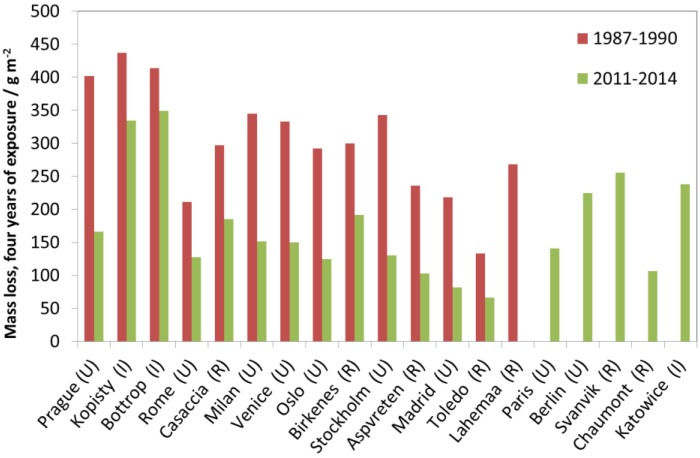 Mass loss, four years of exposure / g m⁻²
500
450
400
350
300
250
200
150
100
50
0
1987-1990
2011-2014
Prague (U)
Kopisty (I)
Bottrop (I)
Rome (U)
Casaccia (R)
Milan (U)
Venice (U)
Oslo (U)
Birkenes (R)
Stockholm (U)
Aspvreten (R)
Madrid (U)
Toledo (R)
Lahemaa (R)
Paris (U)
Berlin (U)
Svanvik (R)
Chaumont (R)
Katowice (I)